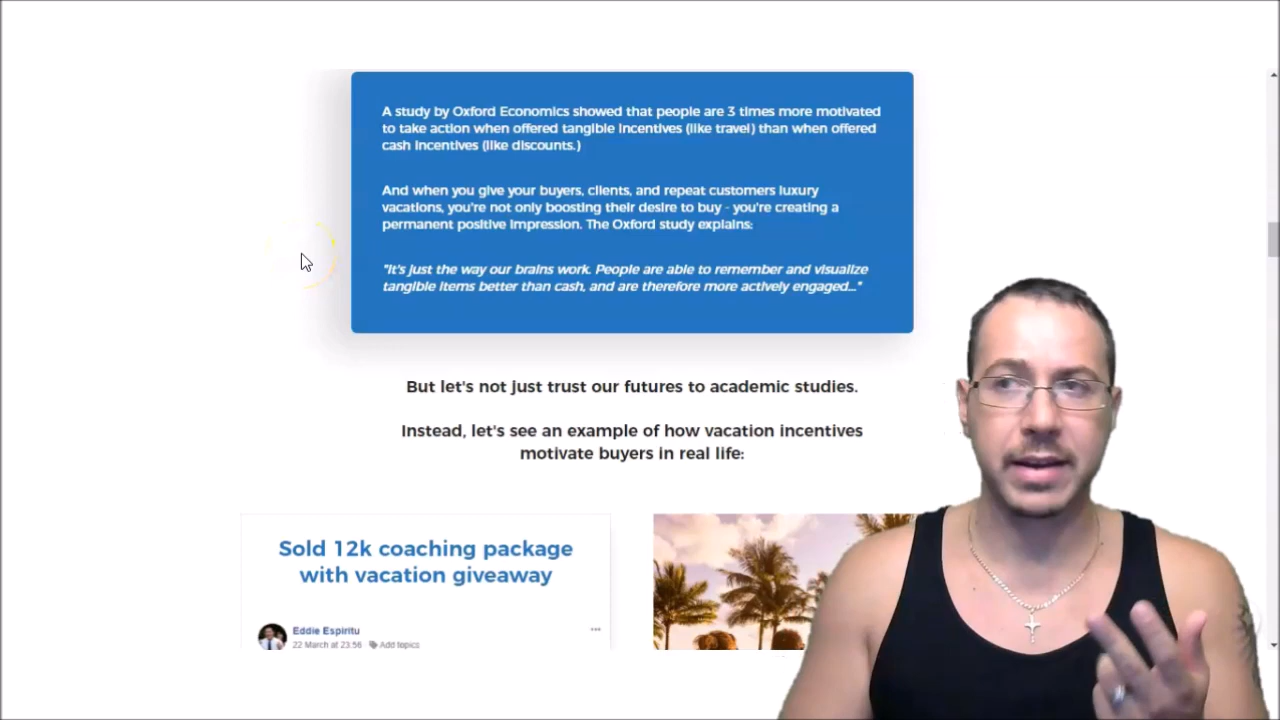 A study by Oxford Economics showed that people are 3 times more motivated
to take action when offered tangible incentives (like travel) than when offered
cash incentives (like discounts.)
And when you give your buyers, clients, and repeat customers luxury
vacations, you're not only boosting their desire to buy - you're creating a
permanent positive impression. The Oxford study explains:
"It's just the way our brains work. People are able to remember and visualize
tangible items better than cash, and are therefore more actively engaged..."
But let's not just trust our futures to academic studies.
Instead, let's see an example of how vacation incentives
motivate buyers in real life:
Sold 12k coaching package
with vacation giveaway
Eddie Espiritu
22 March at 23:56 Add topics